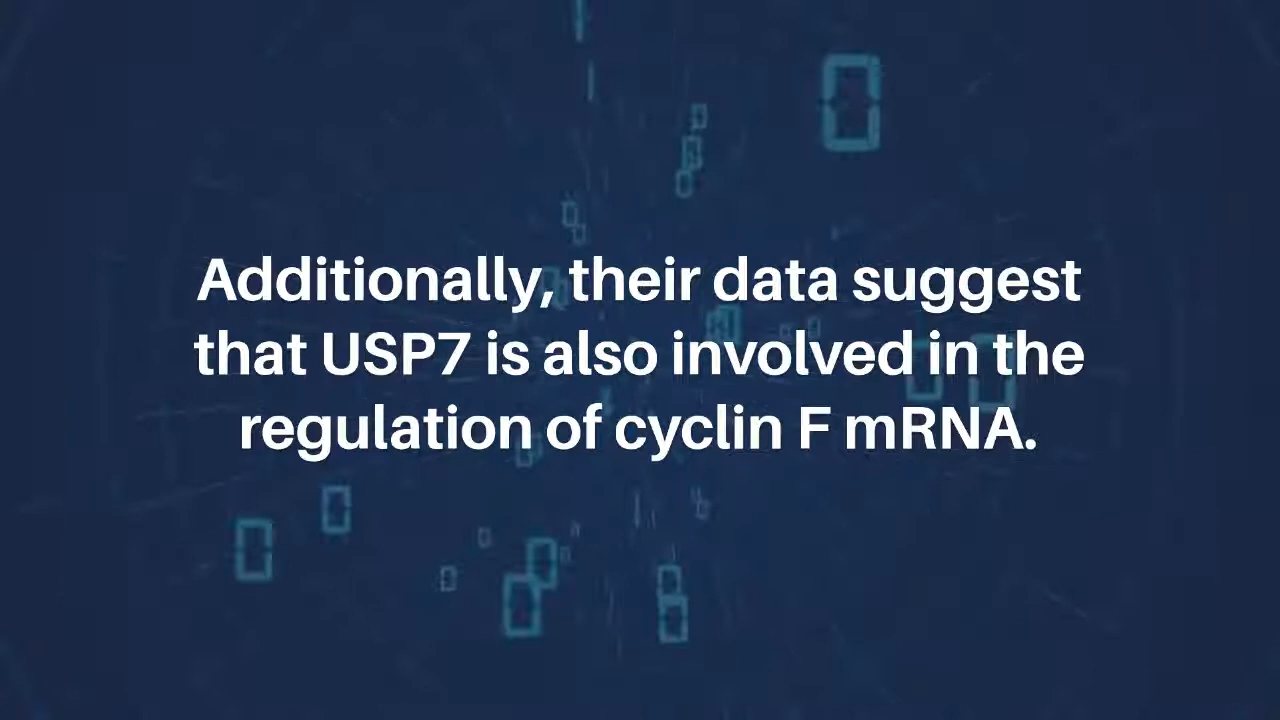 Additionally, their data suggest
that USP7 is also involved in the
regulation of cyclin F mRNA.